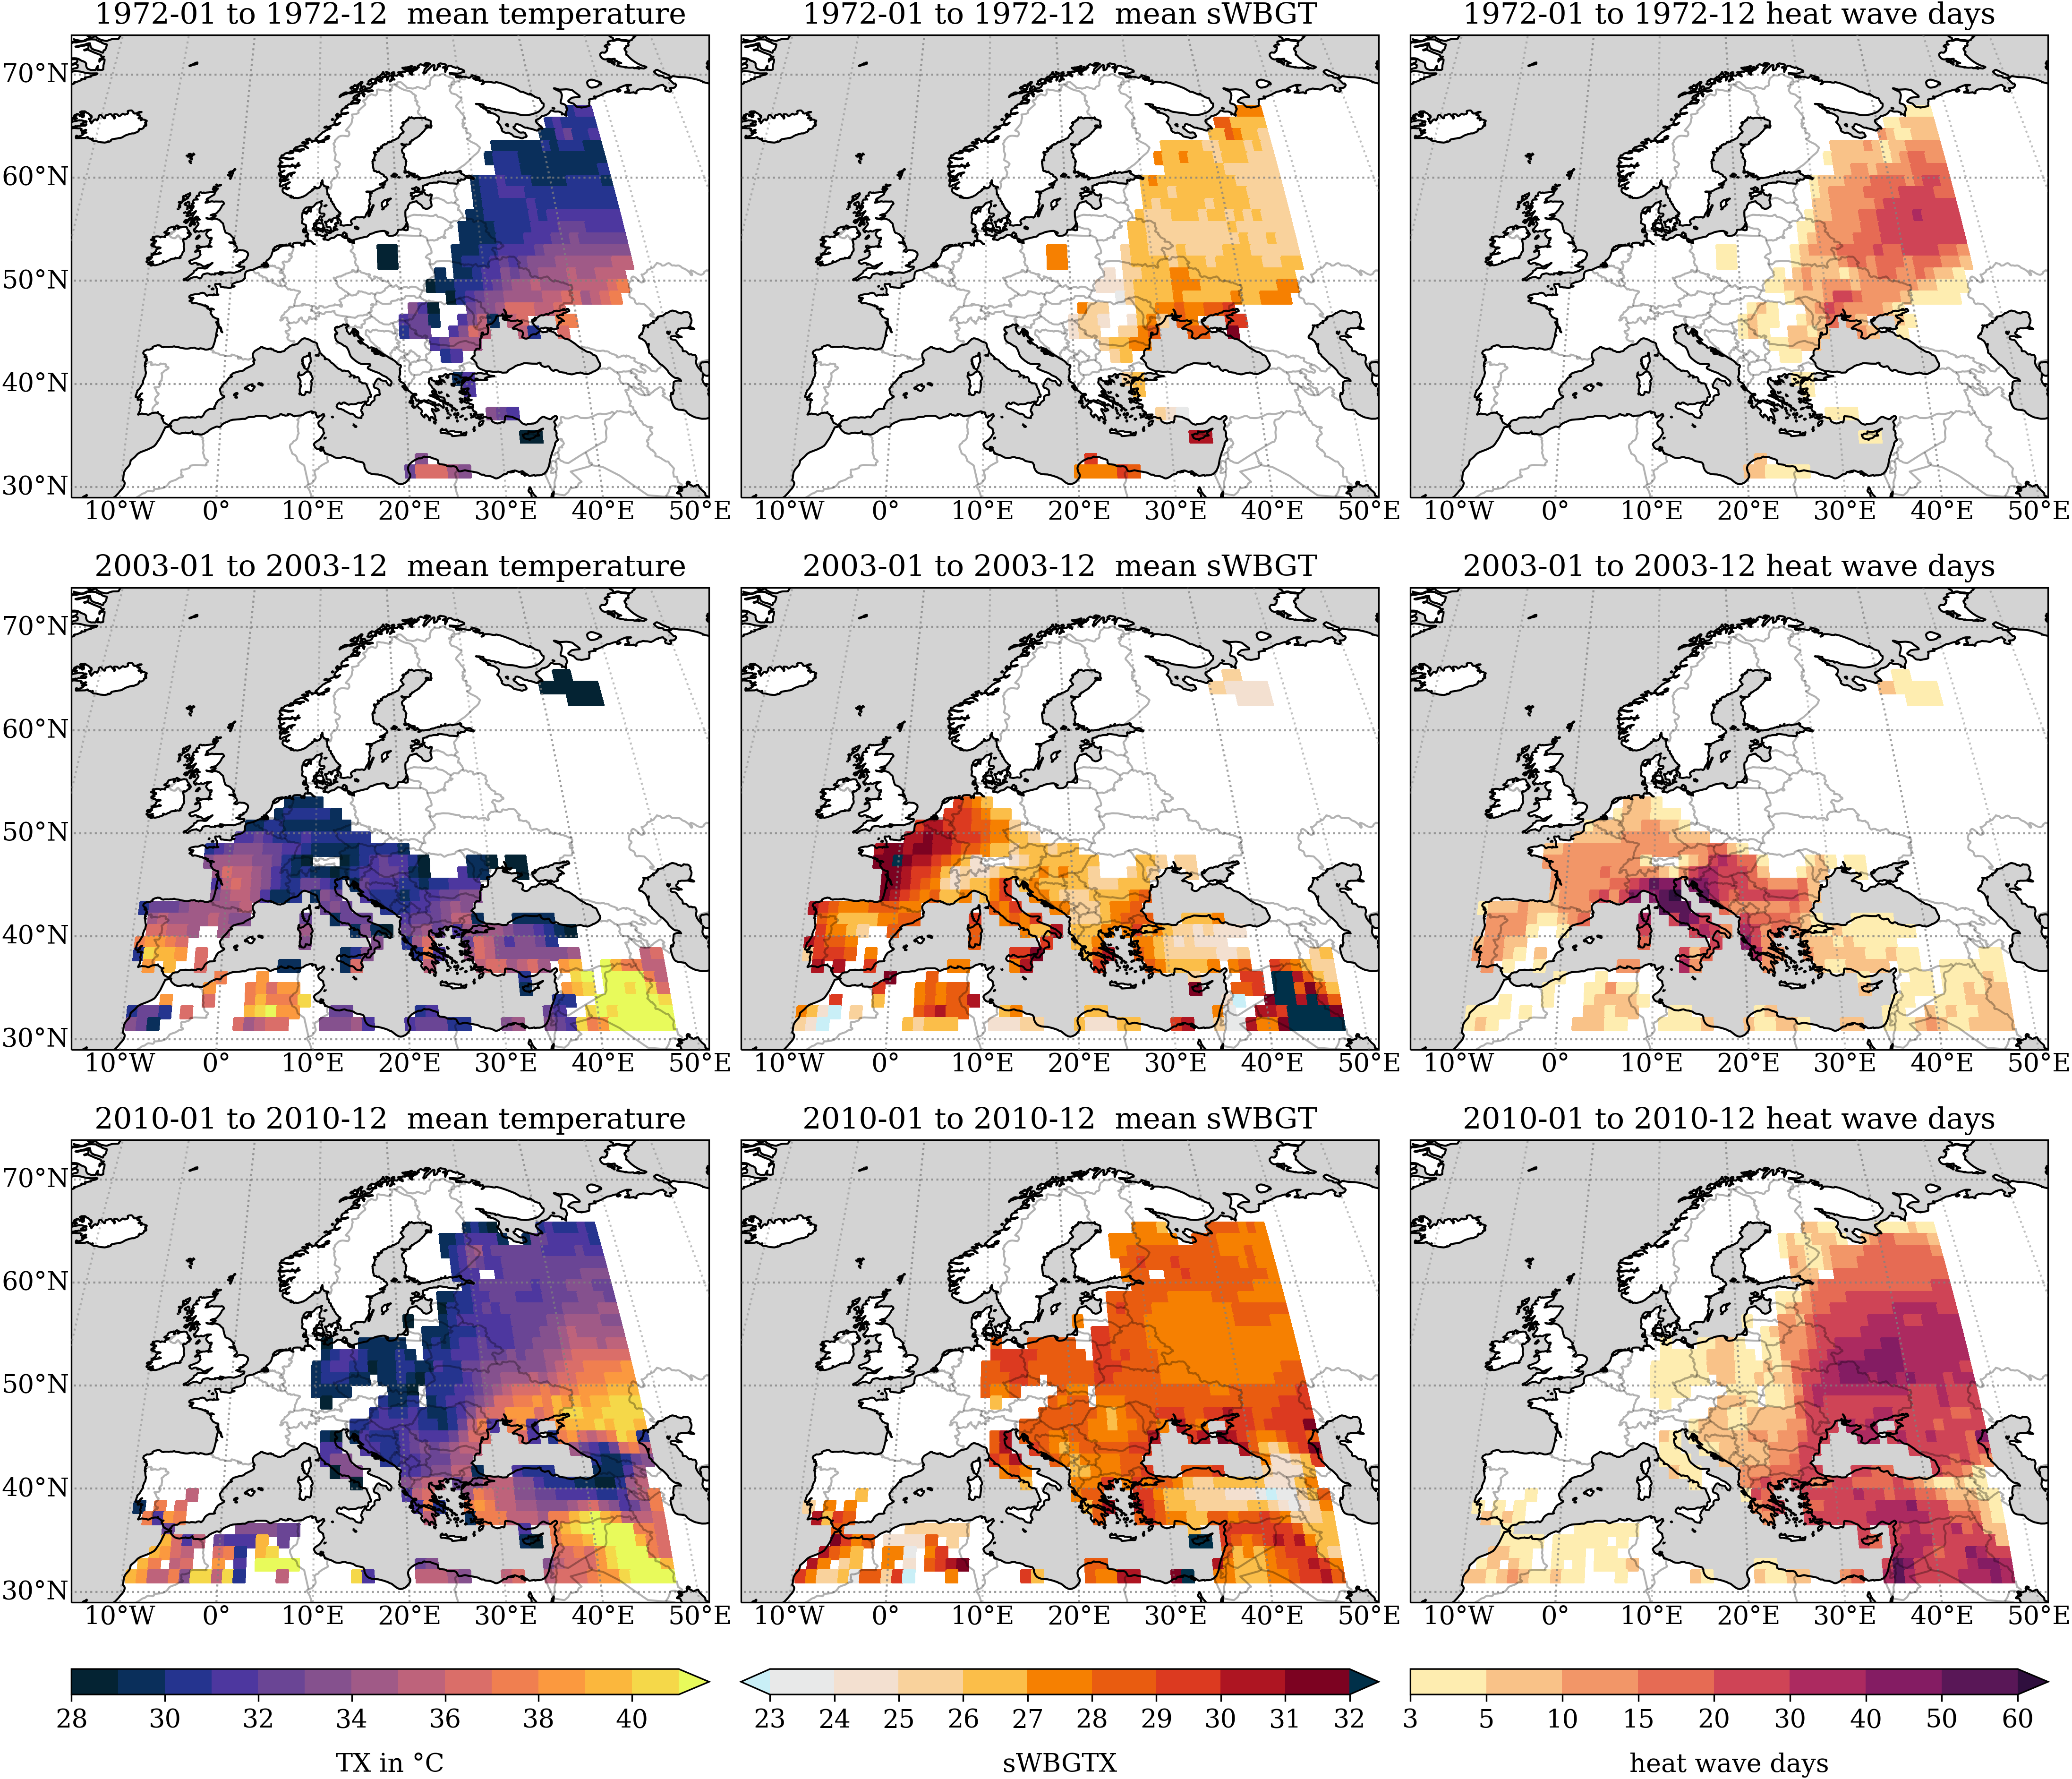 1972-01 to 1972-12 mean temperature
1972-01 to 1972-12 mean sWBGT
1972-01 to 1972-12 heat wave days
70°N
60°N
50°N
40°N
30°N
10°W 0° 10°E 20°E 30°E 40°E 50°E
10°W 0° 10°E 20°E 30°E 40°E 50°E
10°W 0° 10°E 20°E 30°E 40°E 50°E
2003-01 to 2003-12 mean temperature
2003-01 to 2003-12 mean sWBGT
2003-01 to 2003-12 heat wave days
70°N
60°N
50°N
40°N
30°N
10°W 0° 10°E 20°E 30°E 40°E 50°E
10°W 0° 10°E 20°E 30°E 40°E 50°E
10°W 0° 10°E 20°E 30°E 40°E 50°E
2010-01 to 2010-12 mean temperature
2010-01 to 2010-12 mean sWBGT
2010-01 to 2010-12 heat wave days
70°N
60°N
50°N
40°N
30°N
10°W 0° 10°E 20°E 30°E 40°E 50°E
10°W 0° 10°E 20°E 30°E 40°E 50°E
10°W 0° 10°E 20°E 30°E 40°E 50°E
28 30 32 34 36 38 40
TX in °C
23 24 25 26 27 28 29 30 31 32
sWBGTX
3 5 10 15 20 30 40 50 60
heat wave days